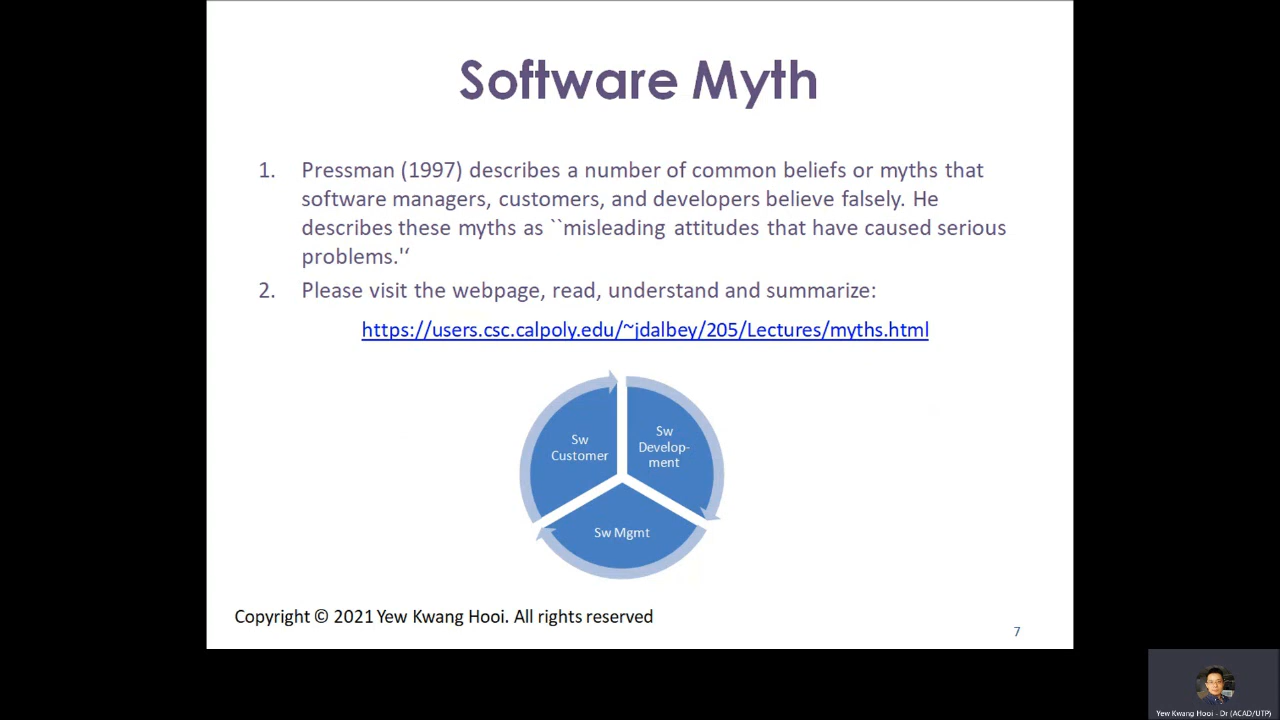 Software Myth
1. Pressman (1997) describes a number of common beliefs or myths that
software managers, customers, and developers believe falsely. He
describes these myths as ``misleading attitudes that have caused serious
problems.'‘
2. Please visit the webpage, read, understand and summarize:
https://users.csc.calpoly.edu/~jdalbey/205/Lectures/myths.html
Sw
Customer
Sw
Develop-
ment
Sw Mgmt
Copyright © 2021 Yew Kwang Hooi. All rights reserved
7
Yew Kwang Hooi - Dr (ACAD/UTP)